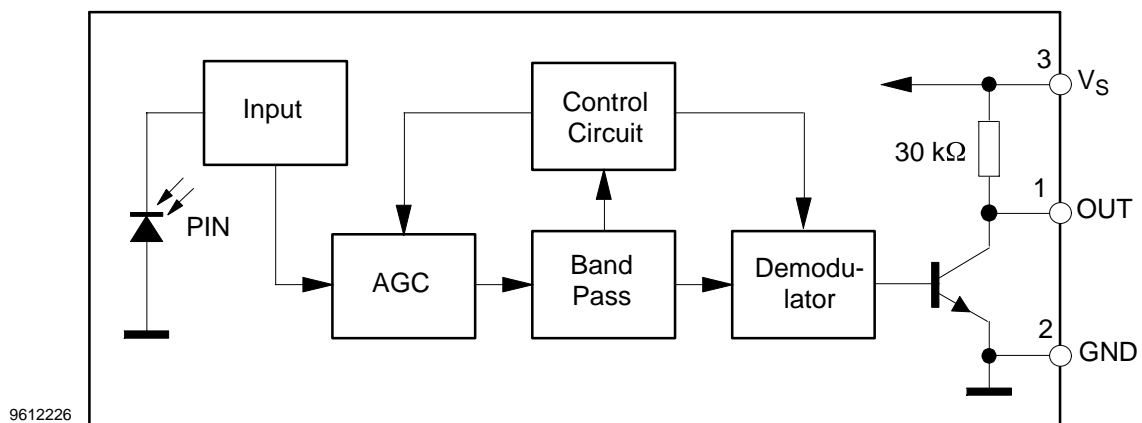 3
V_S
Input
Control
Circuit
30 kΩ
1
OUT
PIN
AGC
Band
Pass
Demodu-
lator
2
GND
9612226